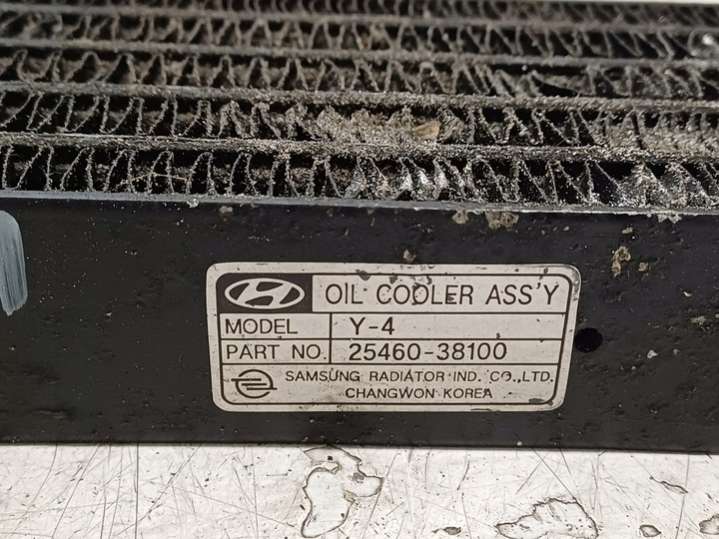 OIL COOLER ASS'Y
MODEL Y-4
PART NO. 25460-38100
SAMSUNG RADIATOR IND. CO., LTD.
CHANGWON KOREA